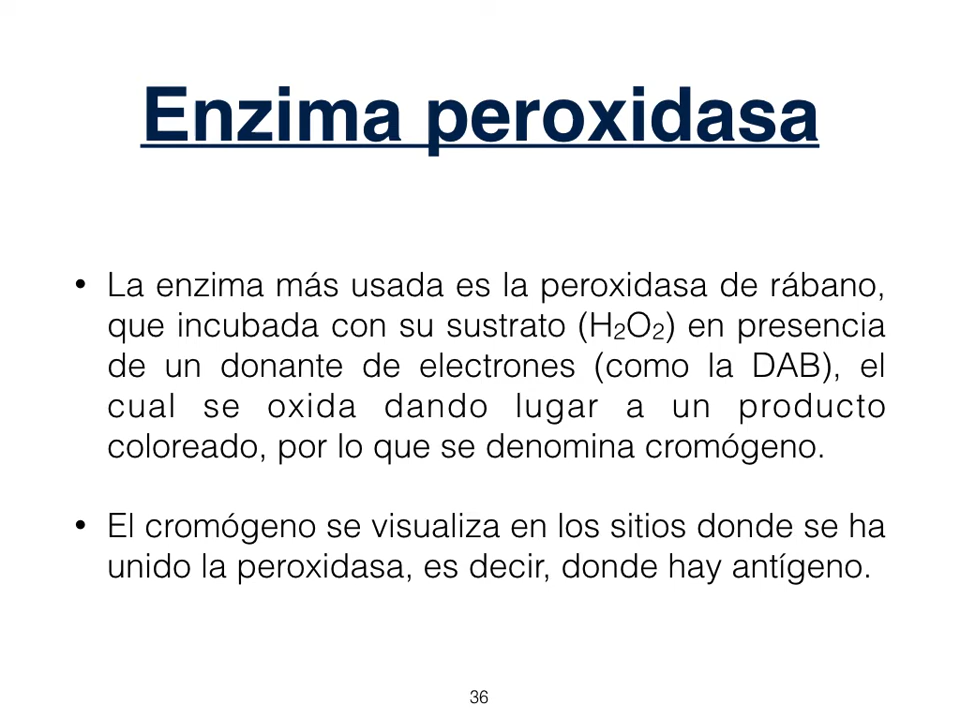 Enzima peroxidasa
• La enzima más usada es la peroxidasa de rábano,
que incubada con su sustrato (H₂O₂) en presencia
de un donante de electrones (como la DAB), el
cual se oxida dando lugar a un producto
coloreado, por lo que se denomina cromógeno.
• El cromógeno se visualiza en los sitios donde se ha
unido la peroxidasa, es decir, donde hay antígeno.
36